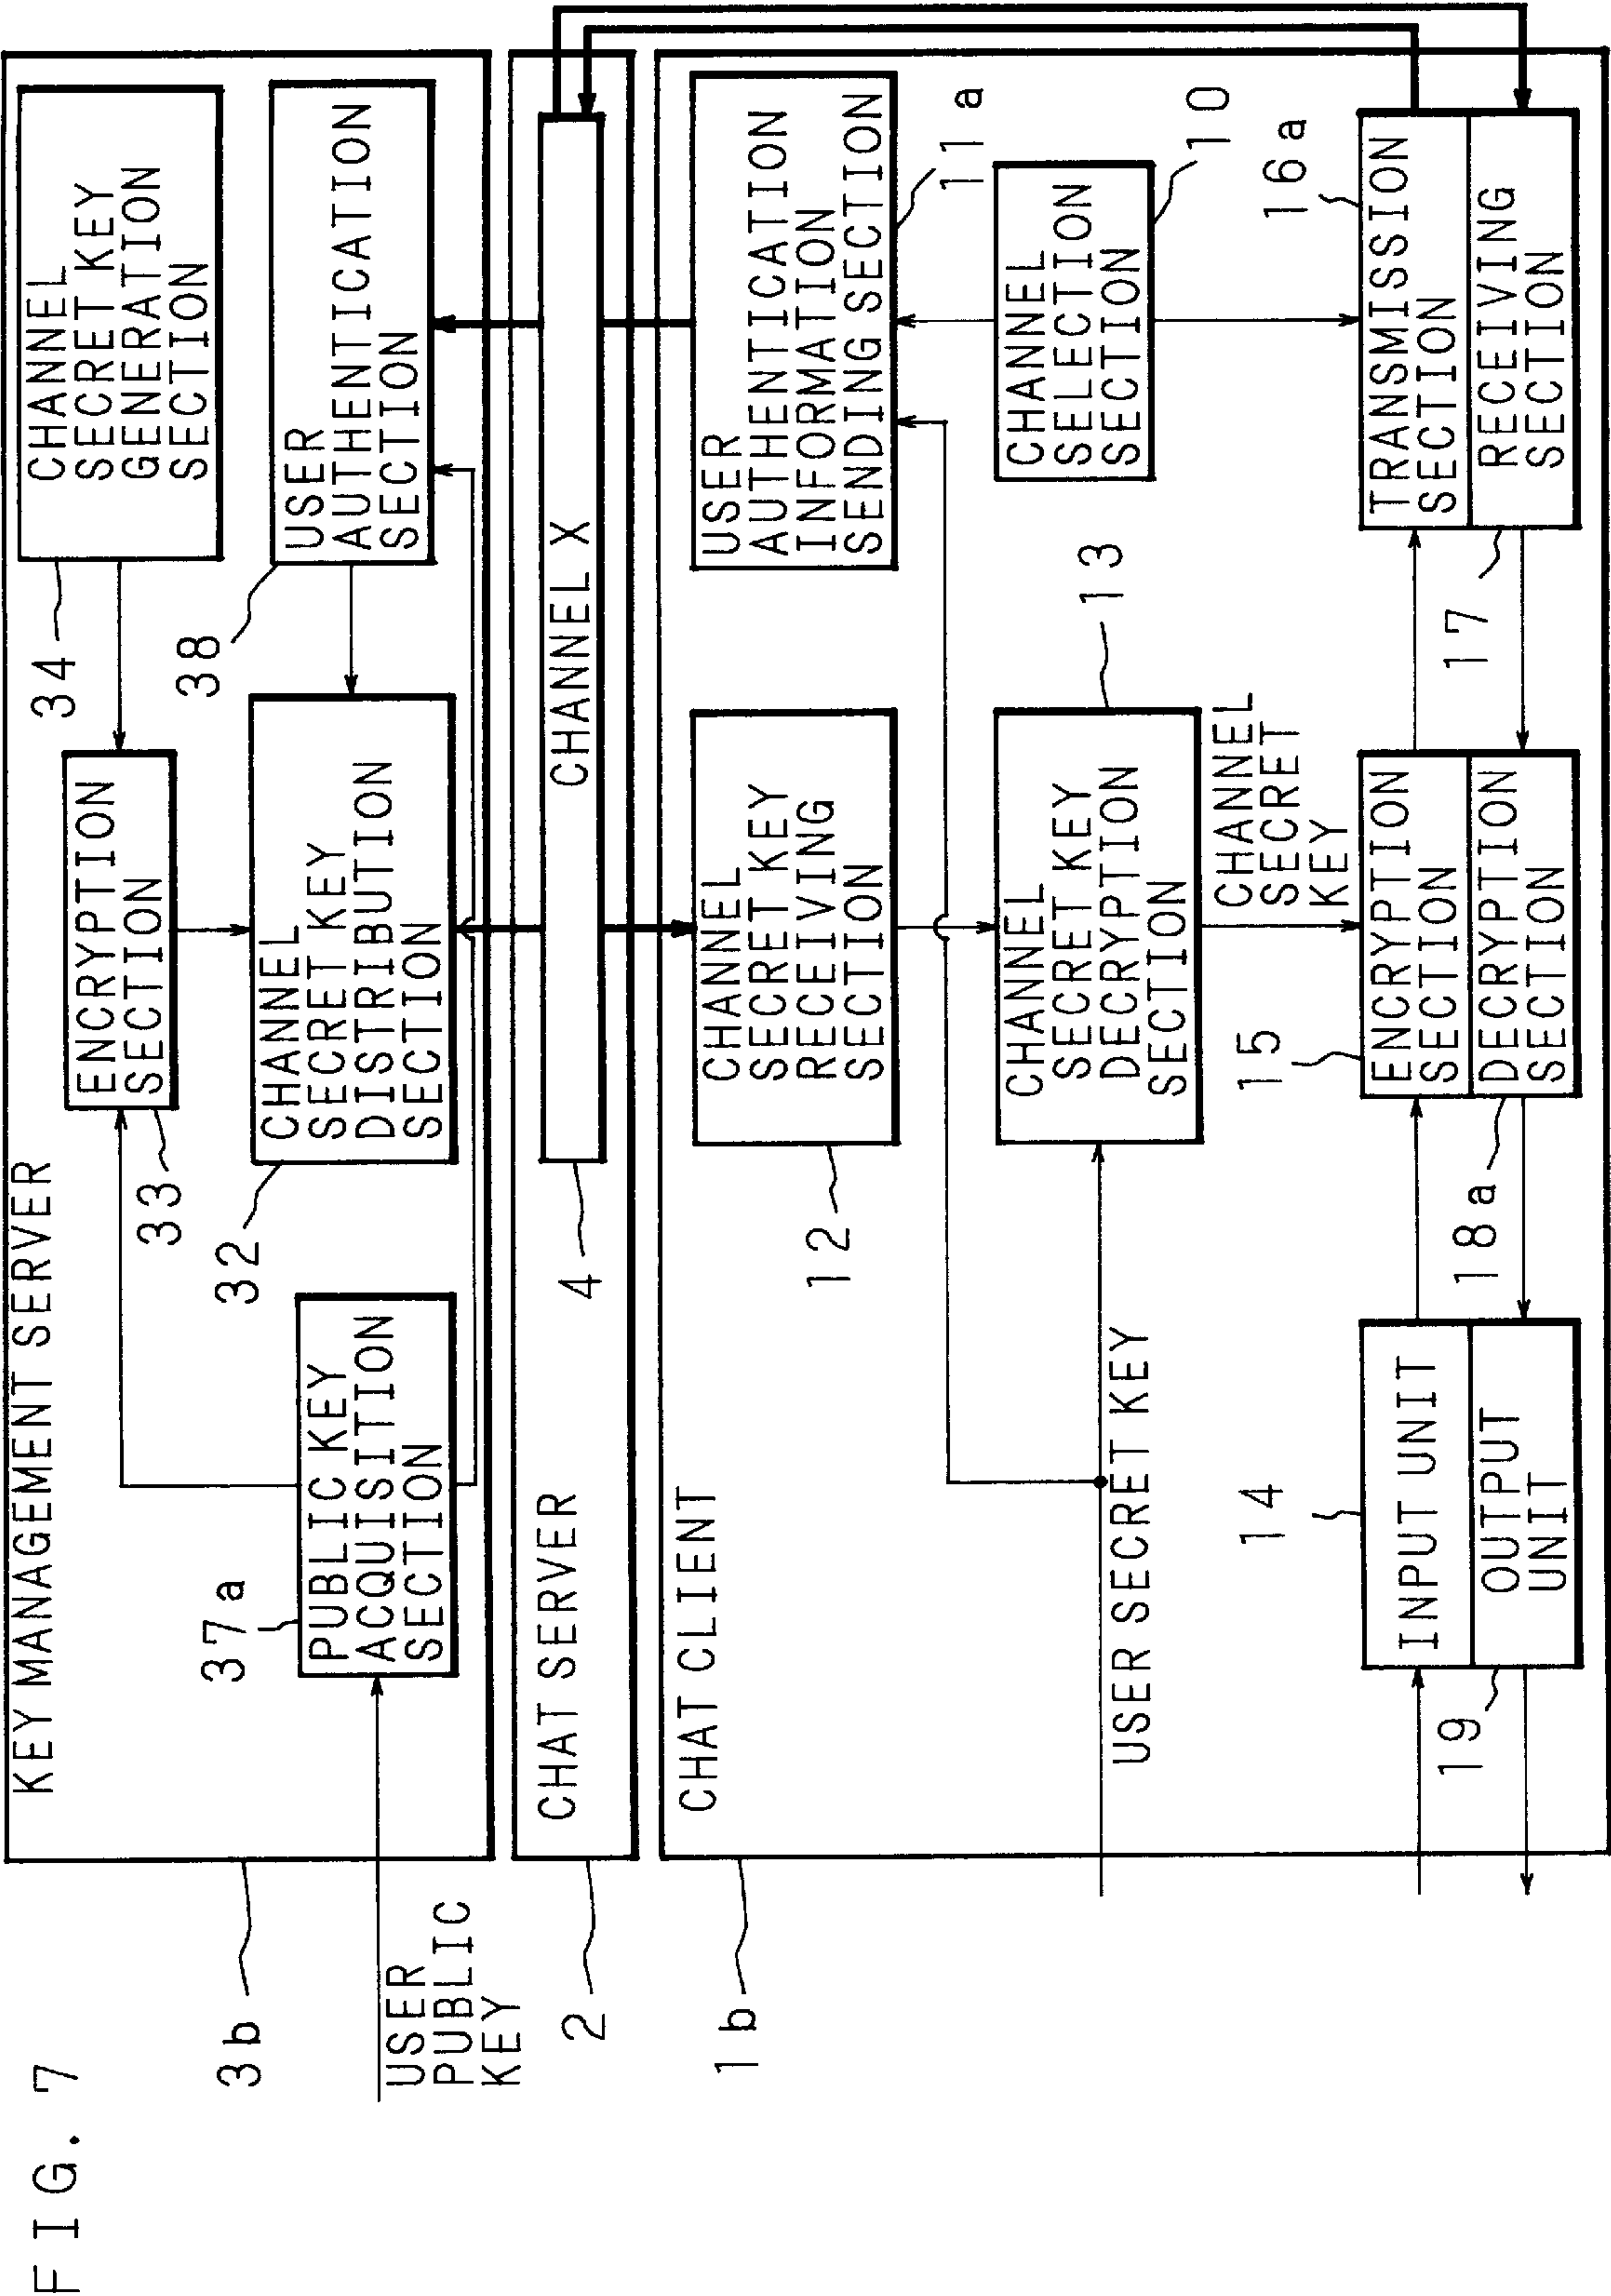 FIG. 7
KEY MANAGEMENT SERVER
3b
USER
PUBLIC
KEY
37a
PUBLIC KEY
ACQUISITION
SECTION
33
ENCRYPTION
SECTION
34
CHANNEL
SECRET KEY
GENERATION
SECTION
32
CHANNEL
SECRET KEY
DISTRIBUTION
SECTION
38
USER
AUTHENTICATION
SECTION
CHAT SERVER
2
4
CHANNEL X
CHAT CLIENT
1b
12
CHANNEL
SECRET KEY
RECEIVING
SECTION
USER
AUTHENTICATION
INFORMATION
SENDING SECTION
11a
USER SECRET KEY
CHANNEL
SECRET KEY
DECRYPTION
SECTION
13
CHANNEL
SELECTION
SECTION
10
CHANNEL
SECRET
KEY
14
INPUT UNIT
OUTPUT
UNIT
19
15
ENCRYPTION
SECTION
DECRYPTION
SECTION
18a
16a
TRANSMISSION
SECTION
RECEIVING
SECTION
17